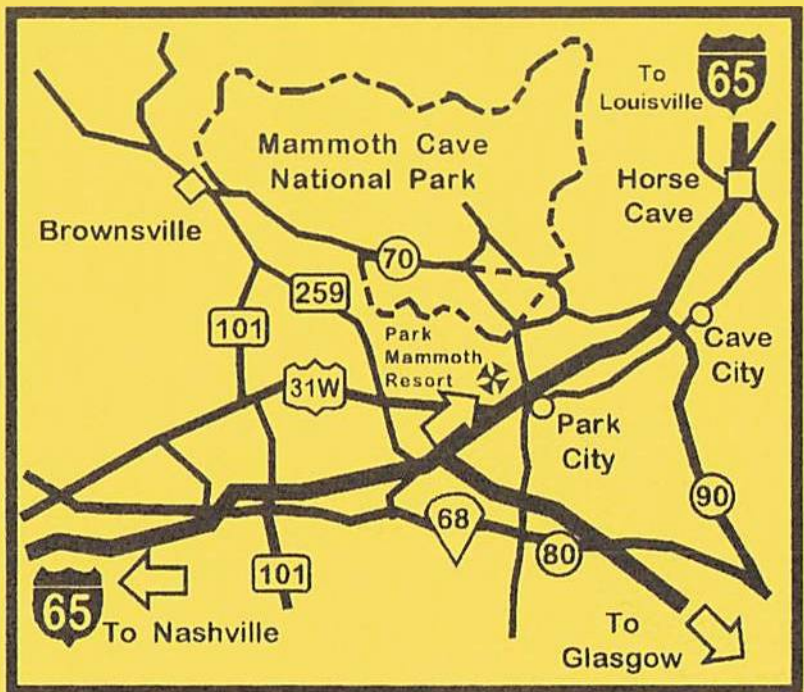 To
Louisville
65
Mammoth Cave
National Park
Horse
Cave
Brownsville
70
259
101
Park
Mammoth
Resort
31W
Cave
City
Park
City
90
68
80
101
65
To Nashville
To
Glasgow